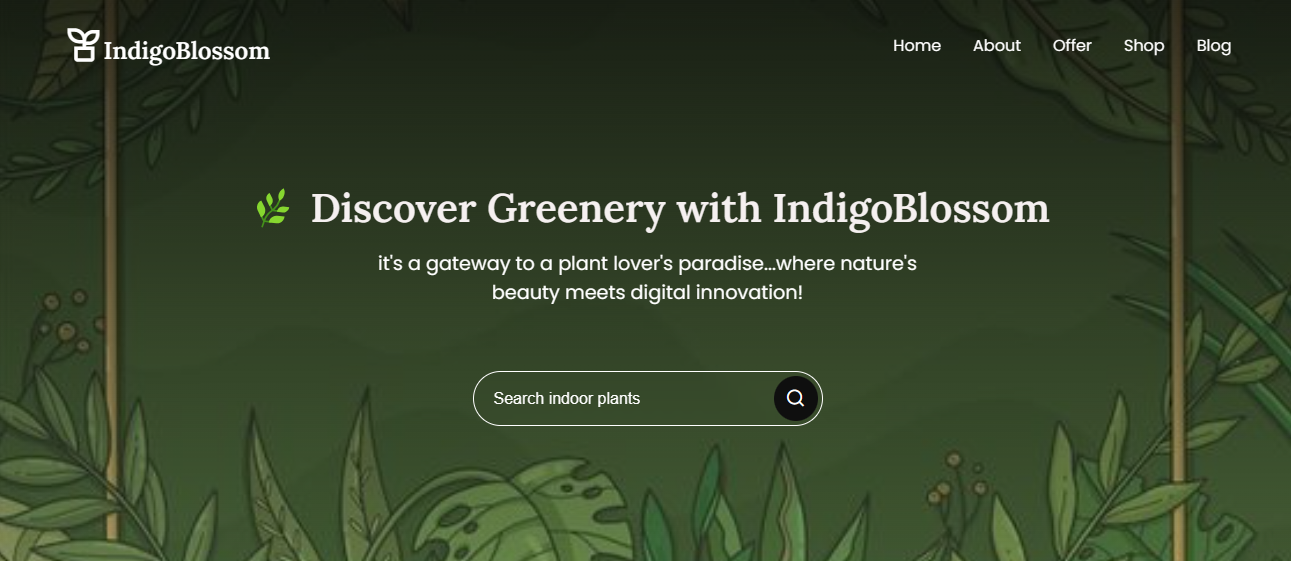 IndigoBlossom
Home About Offer Shop Blog
Discover Greenery with IndigoBlossom
it's a gateway to a plant lover's paradise...where nature's
beauty meets digital innovation!
Search indoor plants